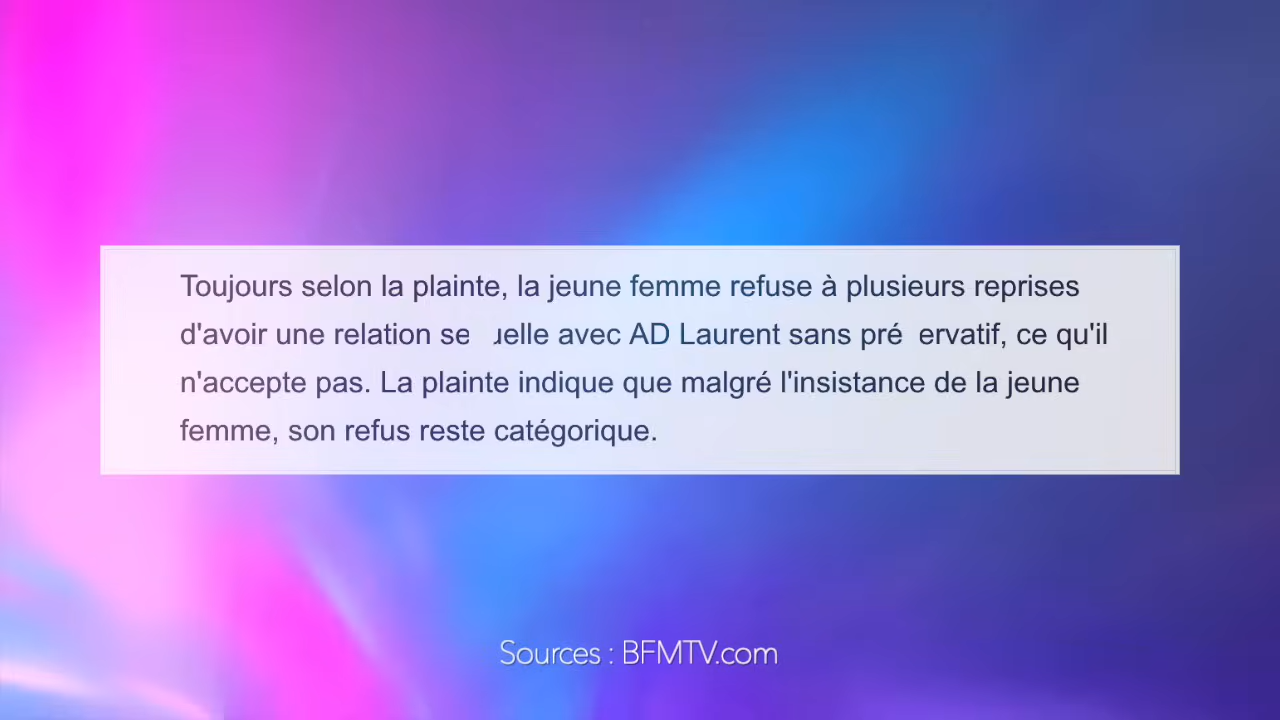 Toujours selon la plainte, la jeune femme refuse à plusieurs reprises
d'avoir une relation se uelle avec AD Laurent sans pré ervatif, ce qu'il
n'accepte pas. La plainte indique que malgré l'insistance de la jeune
femme, son refus reste catégorique.
Sources : BFMTV.com